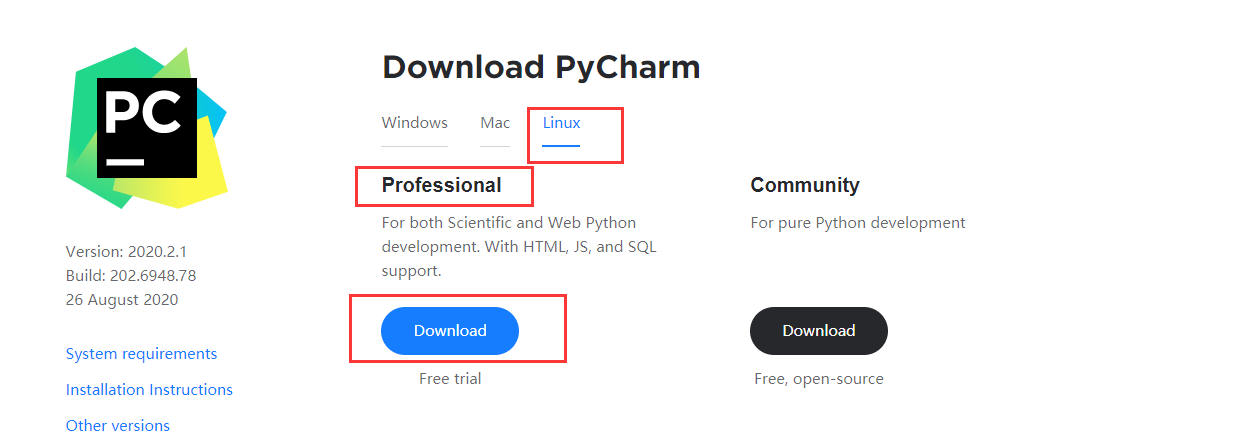 PC
Download PyCharm
Windows Mac Linux
Professional
For both Scientific and Web Python
development. With HTML, JS, and SQL
support.
Download
Free trial
Community
For pure Python development
Download
Free, open-source
Version: 2020.2.1
Build: 202.6948.78
26 August 2020
System requirements
Installation Instructions
Other versions